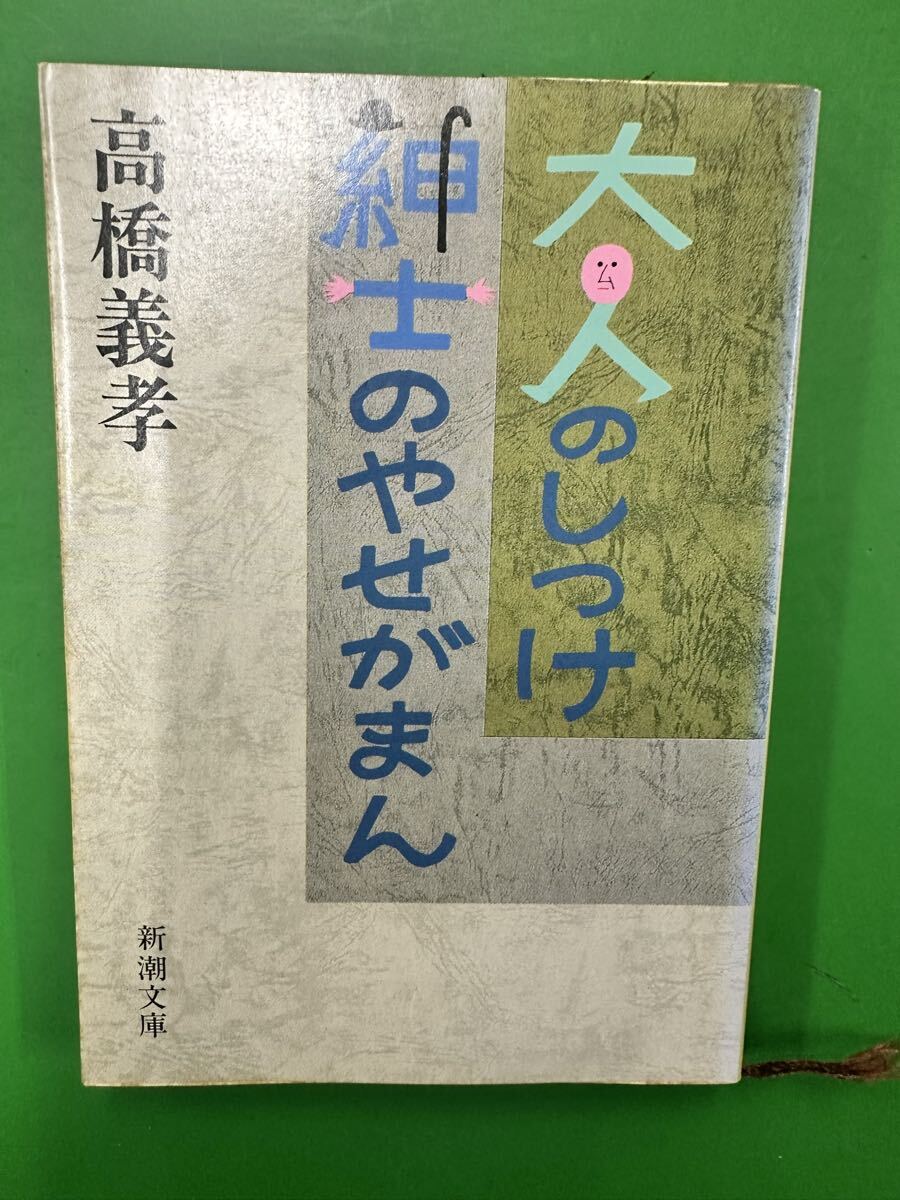 大人のしつけ
紳士のやせがまん
高橋義孝
新潮文庫